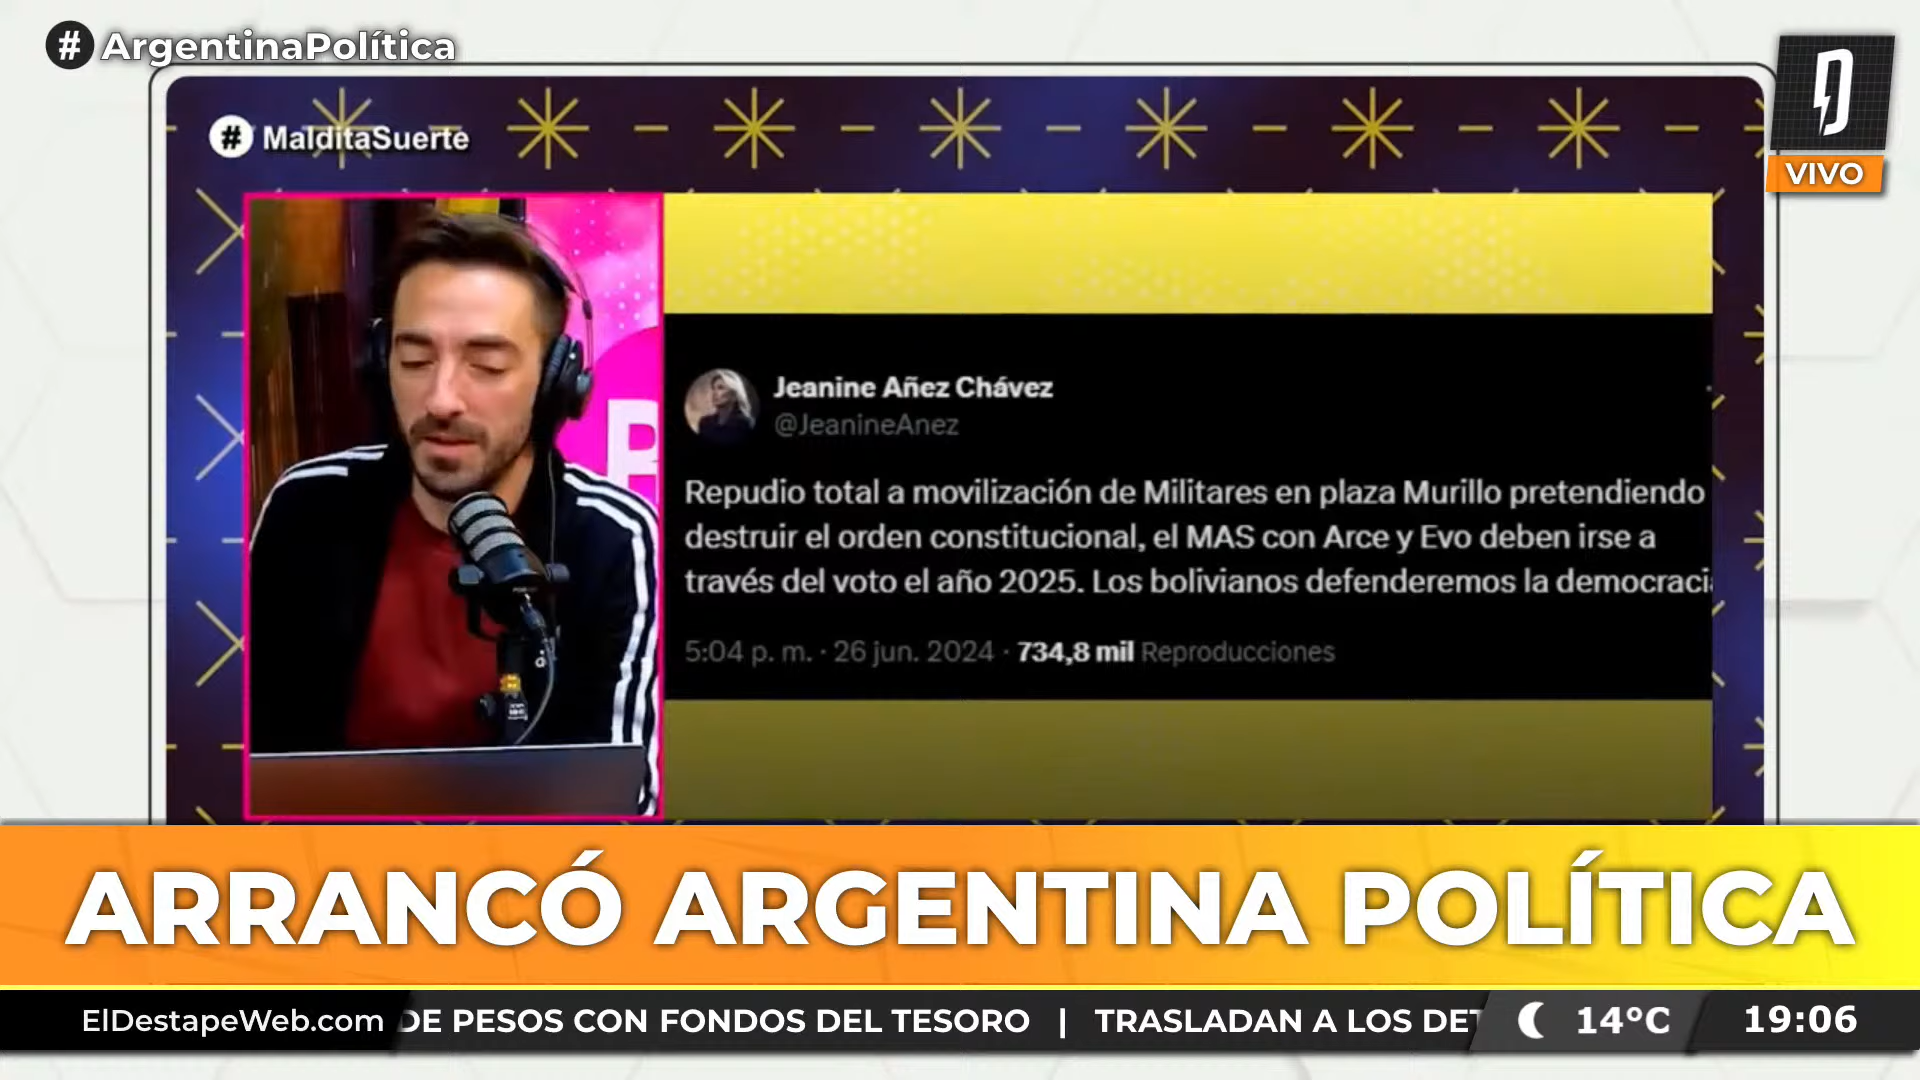 #ArgentinaPolítica
#MalditaSuerte
VIVO
Jeanine Añez Chávez
@JeanineAnez
Repudio total a movilización de Militares en plaza Murillo pretendiendo
destruir el orden constitucional, el MAS con Arce y Evo deben irse a
través del voto el año 2025. Los bolivianos defenderemos la democraci
5:04 p. m. · 26 jun. 2024 · 734,8 mil Reproducciones
ARRANCÓ ARGENTINA POLÍTICA
ElDestapeWeb.com DE PESOS CON FONDOS DEL TESORO | TRASLADAN A LOS DET 14°C 19:06